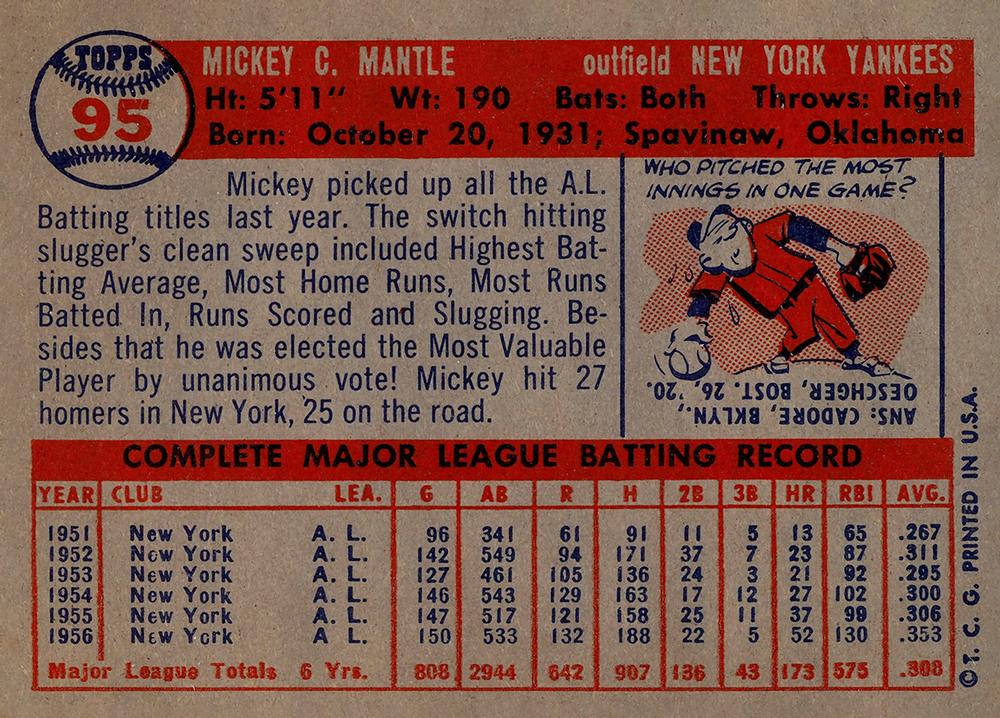 TOPPS
95
MICKEY C. MANTLE outfield NEW YORK YANKEES
Ht: 5'11" Wt: 190 Bats: Both Throws: Right
Born: October 20, 1931; Spavinaw, Oklahoma
Mickey picked up all the A.L.
Batting titles last year. The switch hitting
slugger's clean sweep included Highest Bat-
ting Average, Most Home Runs, Most Runs
Batted In, Runs Scored and Slugging. Be-
sides that he was elected the Most Valuable
Player by unanimous vote! Mickey hit 27
homers in New York, 25 on the road.
WHO PITCHED THE MOST
INNINGS IN ONE GAME?
ANS: CADORE, BKLYN.,
OESCHGER, BOST. 26, '20.
COMPLETE MAJOR LEAGUE BATTING RECORD
YEAR CLUB LEA. G AB R H 2B 3B HR RBI AVG.
1951 New York A. L. 96 341 61 91 11 5 13 65 .267
1952 New York A. L. 142 549 94 171 37 7 23 87 .311
1953 New York A. L. 127 461 105 136 24 3 21 92 .295
1954 New York A. L. 146 543 129 163 17 12 27 102 .300
1955 New York A. L. 147 517 121 158 25 11 37 99 .306
1956 New York A. L. 150 533 132 188 22 5 52 130 .353
Major League Totals 6 Yrs. 808 2944 642 907 136 43 173 575 .308
© T. C. G. PRINTED IN U.S.A.